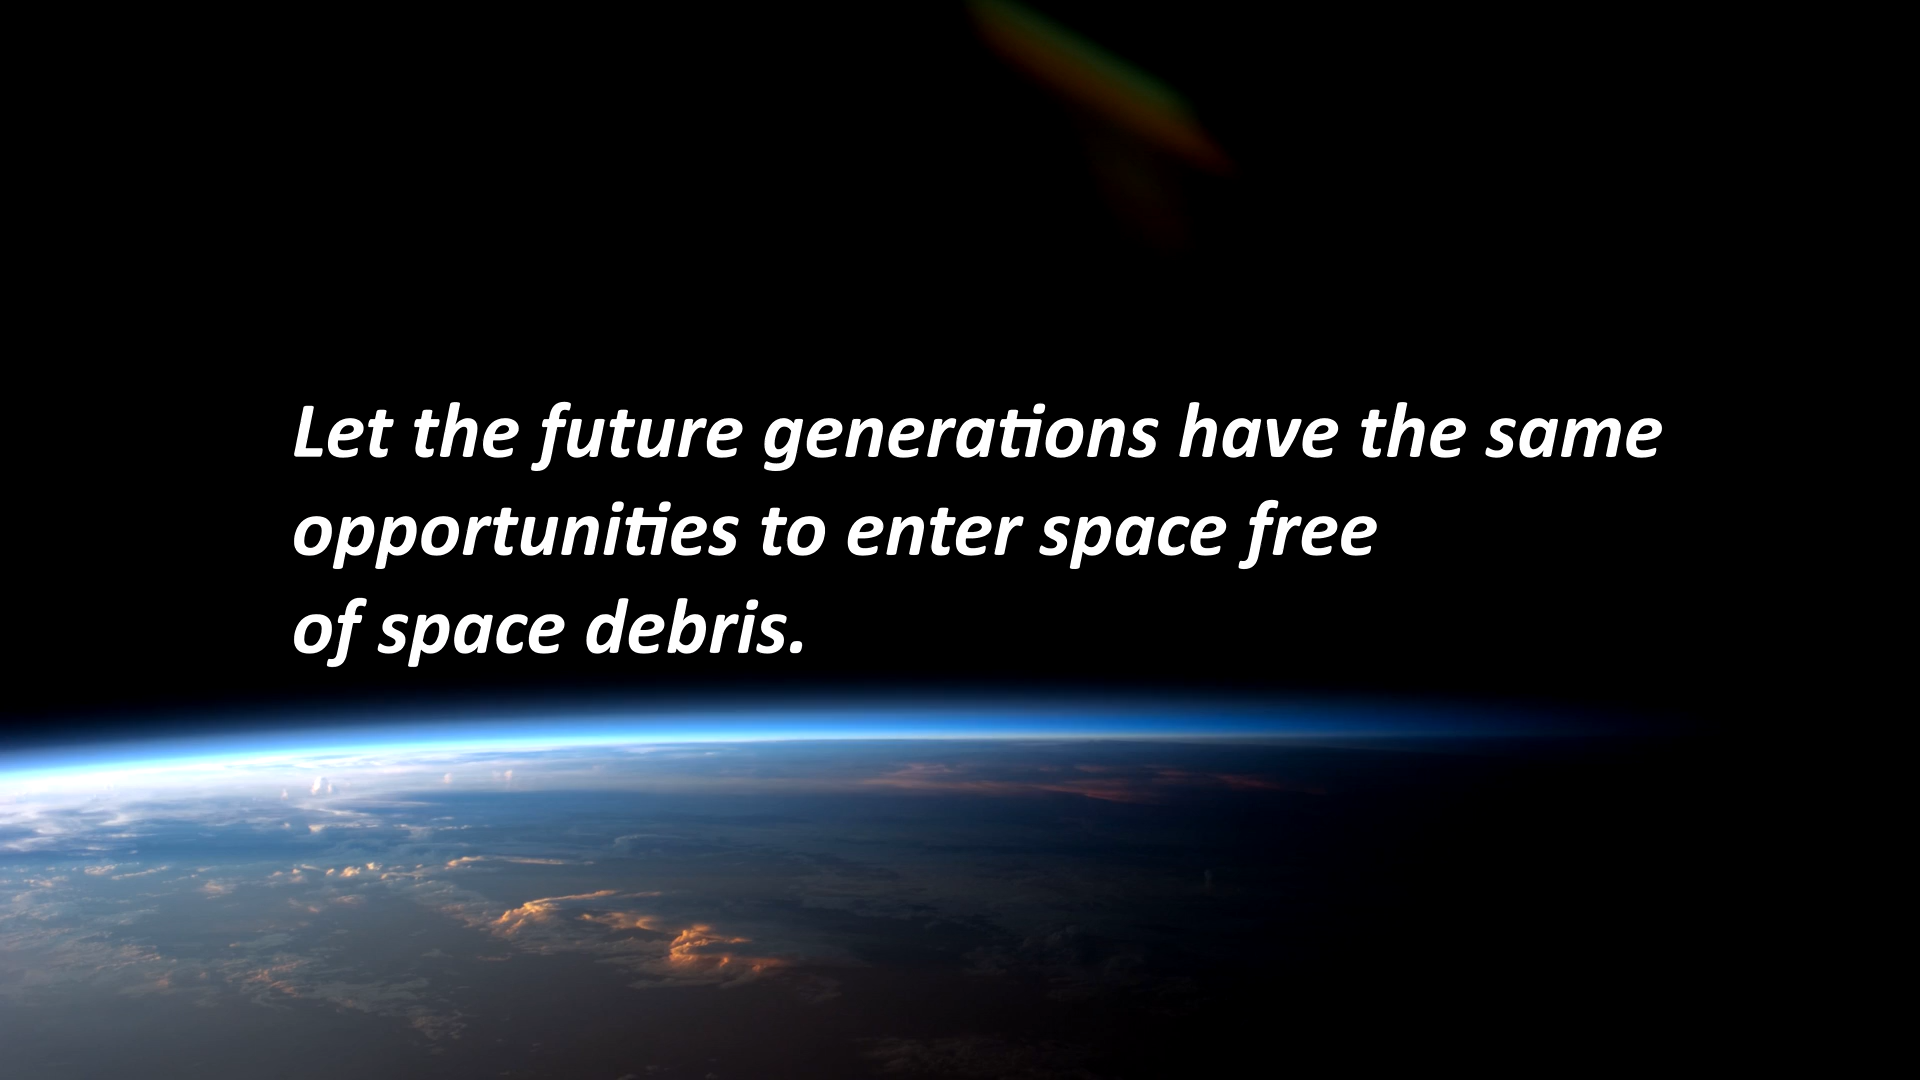 Let the future generations have the same
opportunities to enter space free
of space debris.